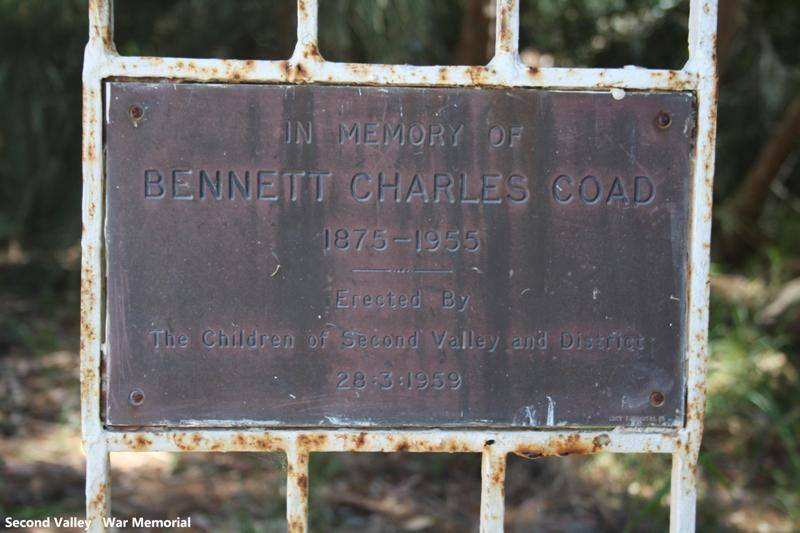 IN MEMORY OF
BENNETT CHARLES COAD
1875-1955
Erected By
The Children of Second Valley and District
28:3:1959
Second Valley War Memorial